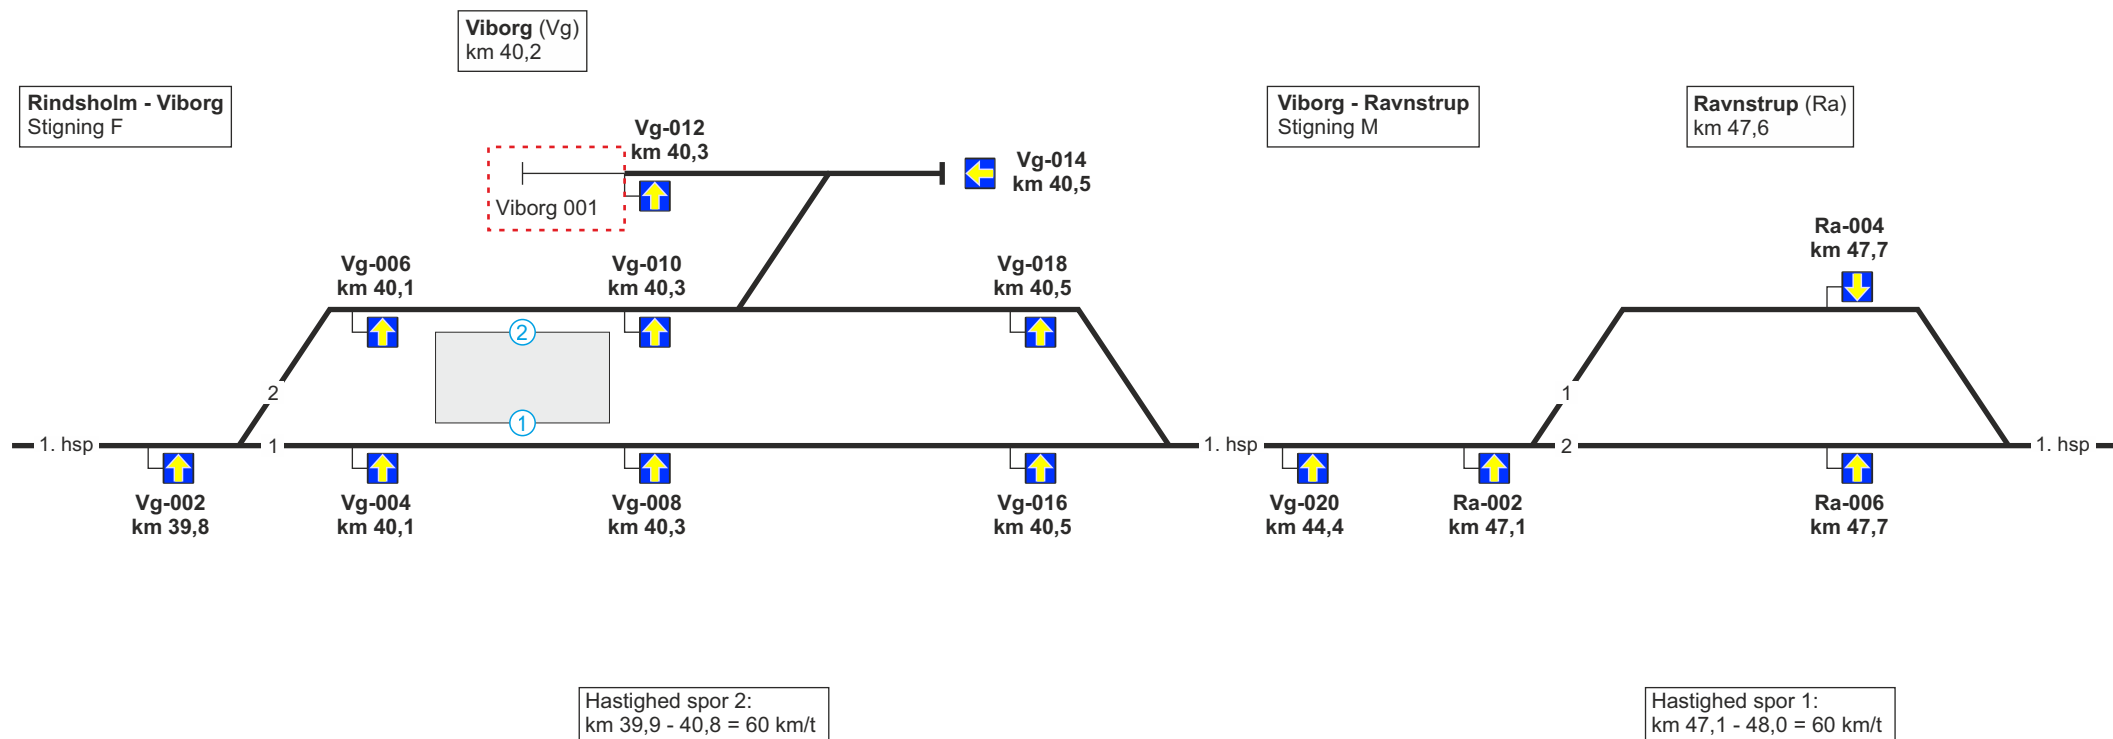 Viborg (Vg)
km 40,2
Rindsholm - Viborg
Stigning F
Viborg - Ravnstrup
Stigning M
Ravnstrup (Ra)
km 47,6
Vg-012
km 40,3
Vg-014
km 40,5
Viborg 001
Ra-004
km 47,7
Vg-006
km 40,1
Vg-010
km 40,3
Vg-018
km 40,5
2
2
1
1
1. hsp
1
1. hsp
2
1. hsp
Vg-002
km 39,8
Vg-004
km 40,1
Vg-008
km 40,3
Vg-016
km 40,5
Vg-020
km 44,4
Ra-002
km 47,1
Ra-006
km 47,7
Hastighed spor 2:
km 39,9 - 40,8 = 60 km/t
Hastighed spor 1:
km 47,1 - 48,0 = 60 km/t